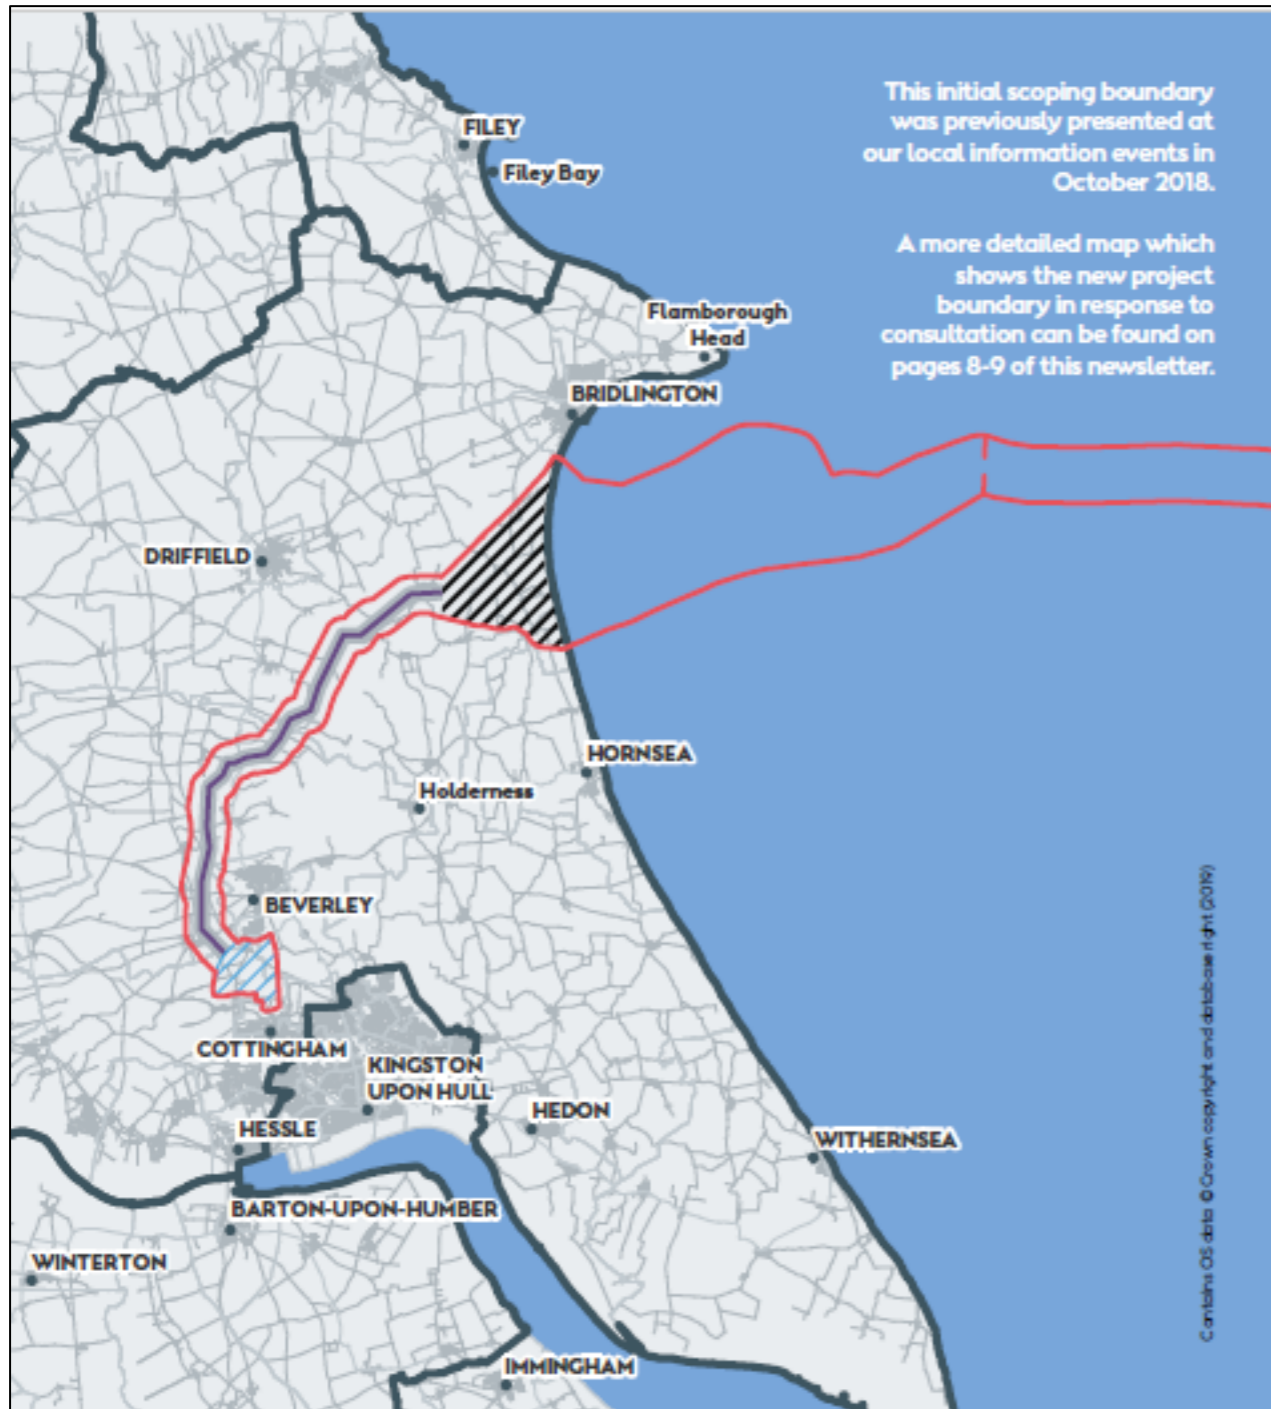 This initial scoping boundary
was previously presented at
our local information events in
October 2018.
A more detailed map which
shows the new project
boundary in response to
consultation can be found on
pages 8-9 of this newsletter.
FILEY
Filey Bay
Flamborough
Head
BRIDLINGTON
DRIFFIELD
HORNSEA
Holderness
BEVERLEY
COTTINGHAM
KINGSTON
UPON HULL
HEDON
HESSLE
WITHERNSEA
BARTON-UPON-HUMBER
WINTERTON
IMMINGHAM
Contains OS data © Crown copyright and database right (2019)